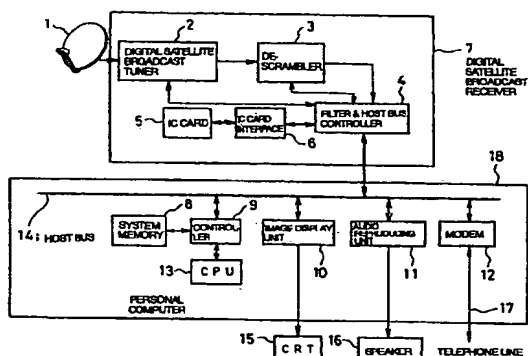 1
2
3
7
DIGITAL SATELLITE
BROADCAST
TUNER
DE-
SCRAMBLER
DIGITAL SATELLITE
BROADCAST
RECEIVER
4
5
IC CARD
IC CARD
INTERFACE
6
FILTER & HOST BUS
CONTROLLER
18
14; HOST BUS
8
9
SYSTEM
MEMORY
CONTROL-
LER
IMAGE DISPLAY
UNIT
AUDIO
REPRODUCING
UNIT
MODEM
13
CPU
10
11
12
PERSONAL
COMPUTER
17
15
CRT
16
SPEAKER
TELEPHONE LINE